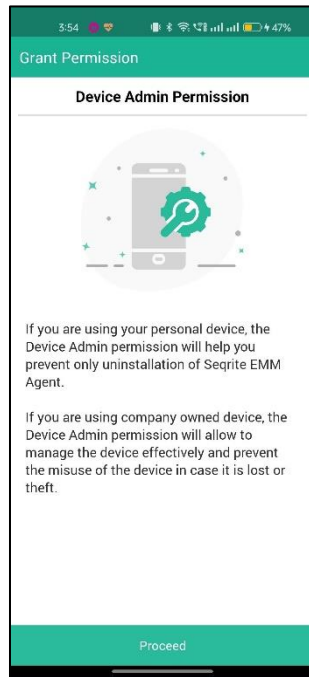 3:54 47%
Grant Permission
Device Admin Permission
If you are using your personal device, the
Device Admin permission will help you
prevent only uninstallation of Seqrite EMM
Agent.
If you are using company owned device, the
Device Admin permission will allow to
manage the device effectively and prevent
the misuse of the device in case it is lost or
theft.
Proceed